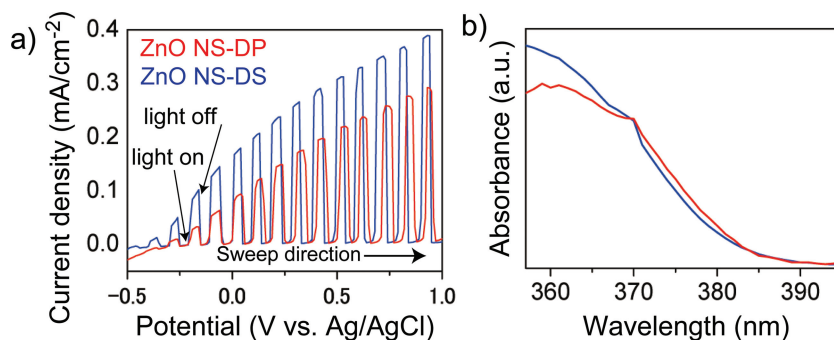 a)
ZnO NS-DP
ZnO NS-DS
light off
light on
Sweep direction
Current density (mA/cm⁻²)
0.4
0.3
0.2
0.1
0.0
−0.5
0.0
0.5
1.0
Potential (V vs. Ag/AgCl)
b)
Absorbance (a.u.)
360
370
380
390
Wavelength (nm)